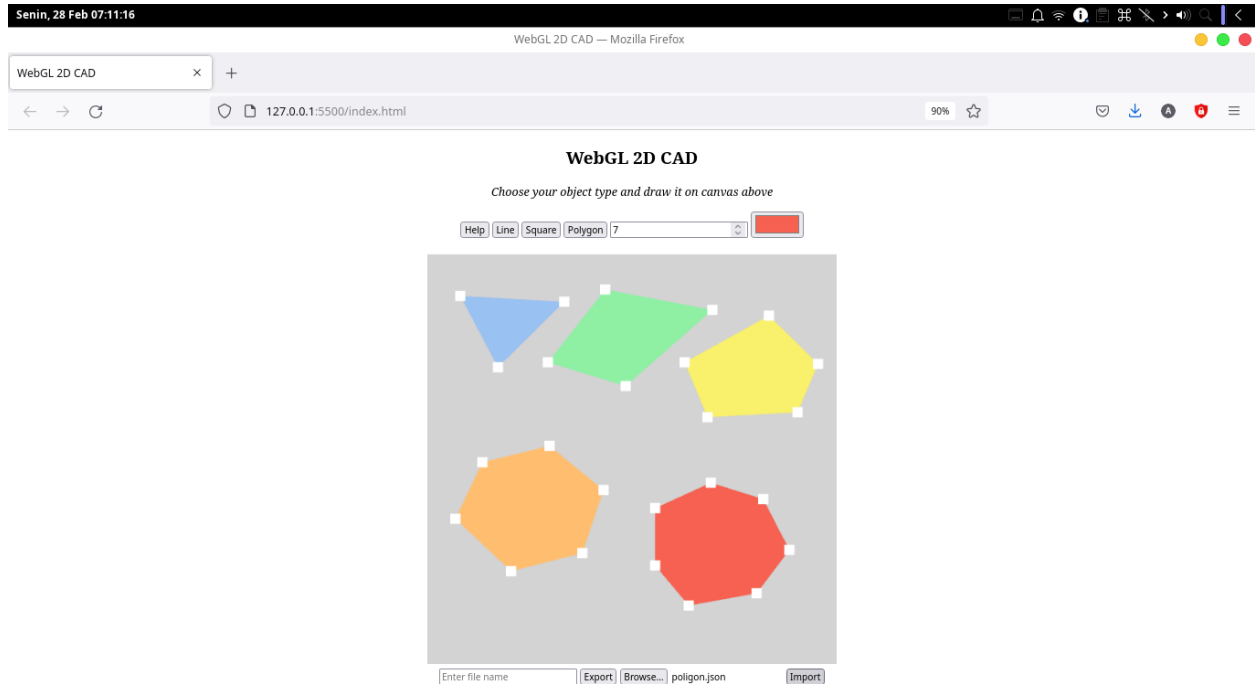 Senin, 28 Feb 07:11:16
WebGL 2D CAD — Mozilla Firefox
WebGL 2D CAD
127.0.0.1:5500/index.html 90% A
WebGL 2D CAD
Choose your object type and draw it on canvas above
Help Line Square Polygon 7
Enter file name Export Browse... poligon.json Import